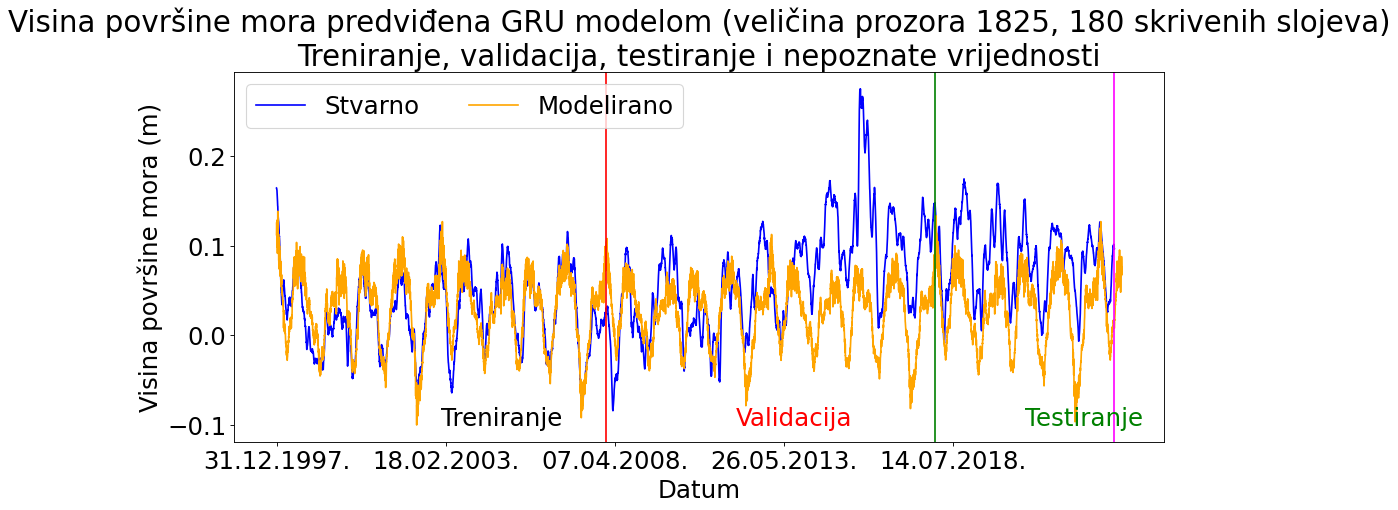 Visina površine mora predviđena GRU modelom (veličina prozora 1825, 180 skrivenih slojeva)
Treniranje, validacija, testiranje i nepoznate vrijednosti
Stvarno Modelirano
Visina površine mora (m)
0.2
0.1
0.0
−0.1
Treniranje Validacija Testiranje
31.12.1997. 18.02.2003. 07.04.2008. 26.05.2013. 14.07.2018.
Datum